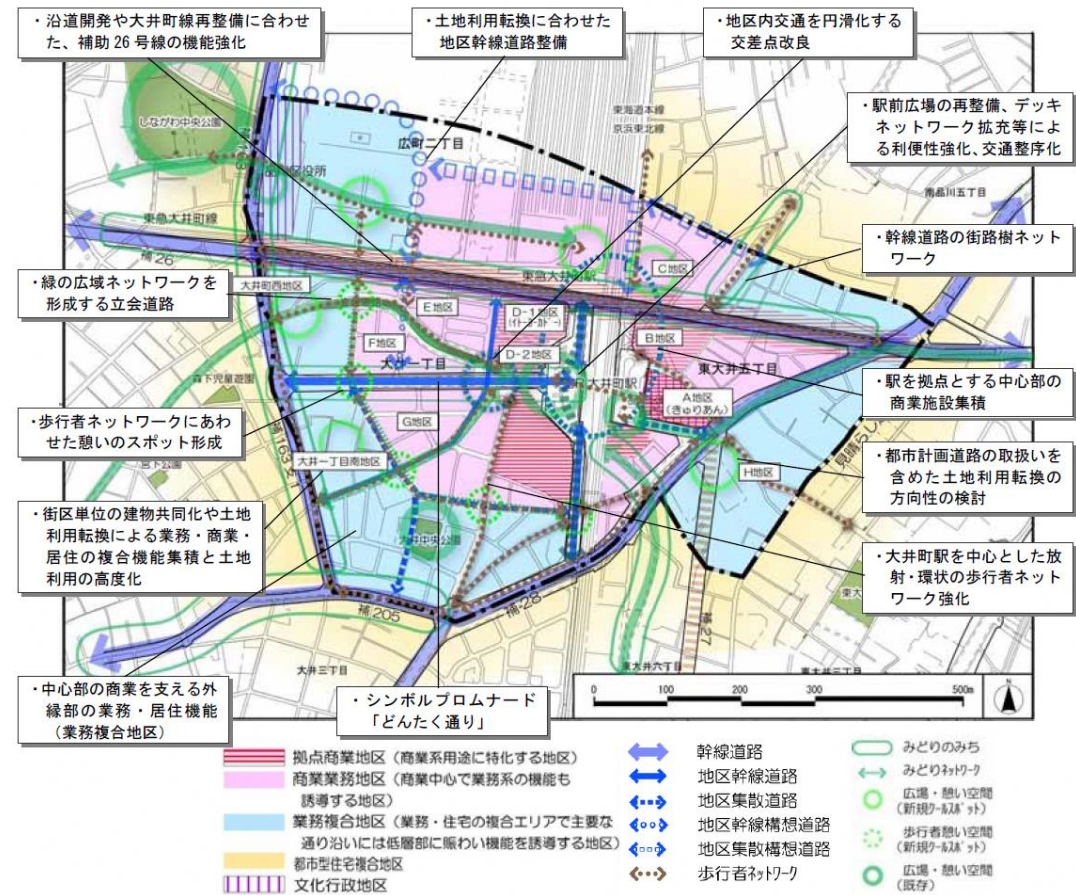 ・沿道開発や大井町線再整備に合わせ
た、補助26号線の機能強化
・土地利用転換に合わせた
地区幹線道路整備
・地区内交通を円滑化する
交差点改良
・駅前広場の再整備、デッキ
ネットワーク拡充等によ
る利便性強化、交通整序化
・幹線道路の街路樹ネット
ワーク
・緑の広域ネットワークを
形成する立会道路
・駅を拠点とする中心部の
商業施設集積
・歩行者ネットワークにあわ
せた憩いのスポット形成
・都市計画道路の取扱い
を含めた土地利用転換の
方向性の検討
・街区単位の建物共同化や土地
利用転換による業務・商業・
居住の複合機能集積と土地
利用の高度化
・大井町駅を中心とした放
射・環状の歩行者ネット
ワーク強化
・中心部の商業を支える外
縁部の業務・居住機能
(業務複合地区)
・シンボルプロムナード
「どんたく通り」
しながわ中央公園
区役所
広町二丁目
東海道本線
京浜東北線
南品川五丁目
東急大井町線
補26
東急大井町駅
C地区
大井町西地区
E地区
D-1地区
(イトーヨーカドー)
B地区
F地区
D-2地区
大井一丁目
東大井五丁目
大井町駅
森下児童遊園
A地区
(きゅりあん)
G地区
宮下公園
大井一丁目南地区
H地区
補163
大井中央公園
補205
補28
補27
大井三丁目
東大井六丁目
0 100 200 300 500m
拠点商業地区(商業系用途に特化する地区)
商業業務地区(商業中心で業務系の機能も
誘導する地区)
業務複合地区(業務・住宅の複合エリアで主要な
通り沿いには低層部に賑わい機能を誘導する地区)
都市型住宅複合地区
文化行政地区
幹線道路
地区幹線道路
地区集散道路
地区幹線構想道路
地区集散構想道路
歩行者ネットワーク
みどりのみち
みどりネットワーク
広場・憩い空間
(新規クールスポット)
歩行者憩い空間
(新規クールスポット)
広場・憩い空間
(既存)